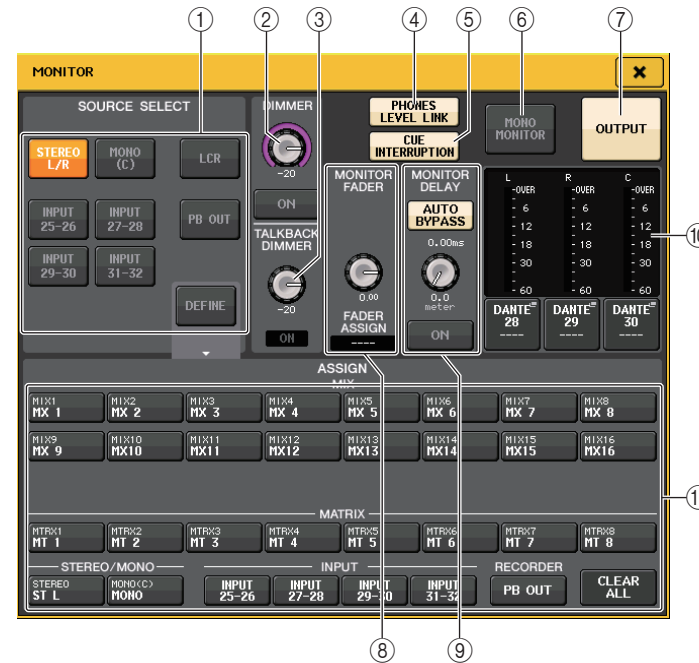 ① ② ③ ④ ⑤ ⑥ ⑦
MONITOR
SOURCE SELECT
STEREO L/R
MONO (C)
LCR
INPUT 25-26
INPUT 27-28
PB OUT
INPUT 29-30
INPUT 31-32
DEFINE
DIMMER
-20
ON
TALKBACK DIMMER
-20
ON
PHONES LEVEL LINK
CUE INTERRUPTION
MONITOR FADER
0.00
FADER ASSIGN
----
MONITOR DELAY
AUTO BYPASS
0.00ms
0.0
meter
ON
MONO MONITOR
OUTPUT
L R C
-OVER -OVER -OVER
- 6 - 6 - 6
- 12 - 12 - 12
- 18 - 18 - 18
- 30 - 30 - 30
- 60 - 60 - 60
DANTE 28 ----
DANTE 29 ----
DANTE 30 ----
ASSIGN
MIX
MIX1 MIX2 MIX3 MIX4 MIX5 MIX6 MIX7 MIX8
MX 1 MX 2 MX 3 MX 4 MX 5 MX 6 MX 7 MX 8
MIX9 MIX10 MIX11 MIX12 MIX13 MIX14 MIX15 MIX16
MX 9 MX10 MX11 MX12 MX13 MX14 MX15 MX16
MATRIX
MTRX1 MTRX2 MTRX3 MTRX4 MTRX5 MTRX6 MTRX7 MTRX8
MT 1 MT 2 MT 3 MT 4 MT 5 MT 6 MT 7 MT 8
STEREO/MONO
INPUT
RECORDER
STEREO ST L
MONO(C) MONO
INPUT 25-26
INPUT 27-28
INPUT 29-30
INPUT 31-32
PB OUT
CLEAR ALL
⑧ ⑨